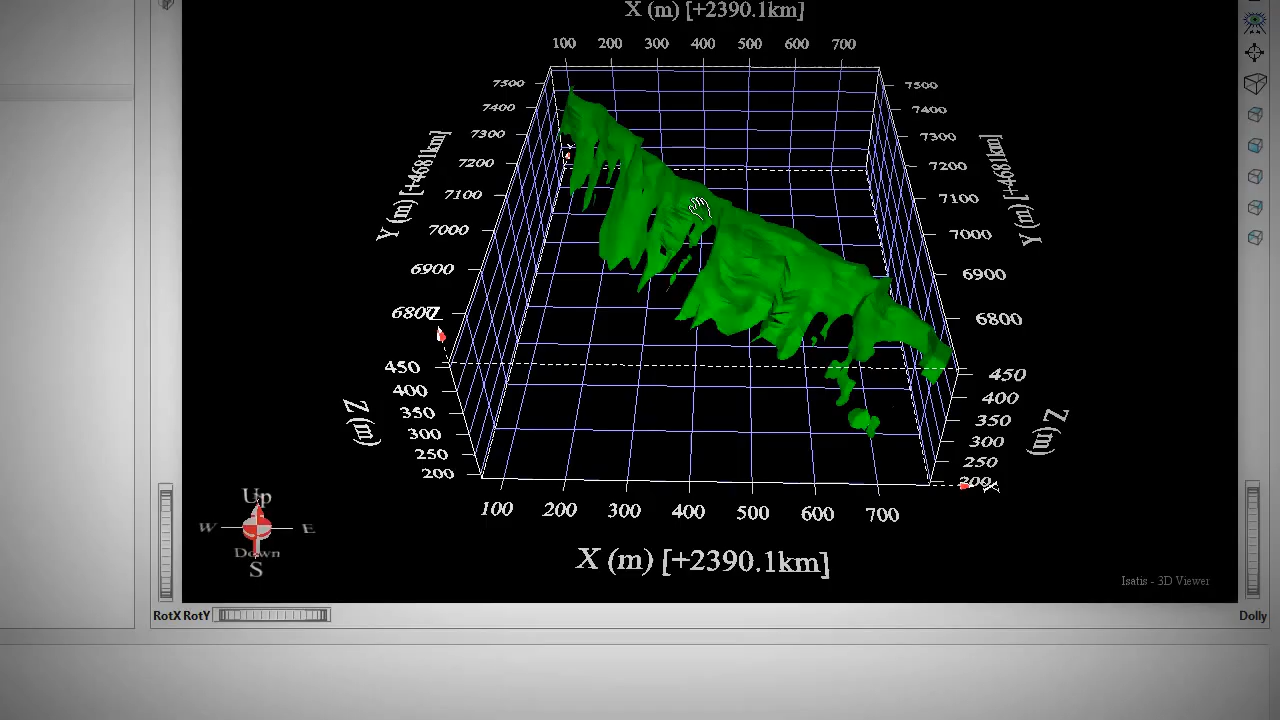 X (m) [+2390.1km]
100 200 300 400 500 600 700
7500 7500
7400 7400
7300 7300
7200 7200
7100 7100
7000 7000
6900 6900
6800 6800
Y (m) [+4681km]
Y (m) [+4681km]
Z
450 450
400 400
350 350
300 300
250 250
200 200
Z (m)
Z (m)
X
100 200 300 400 500 600 700
X (m) [+2390.1km]
Up
W E
Down
S
Isatis - 3D Viewer
RotX RotY
Dolly